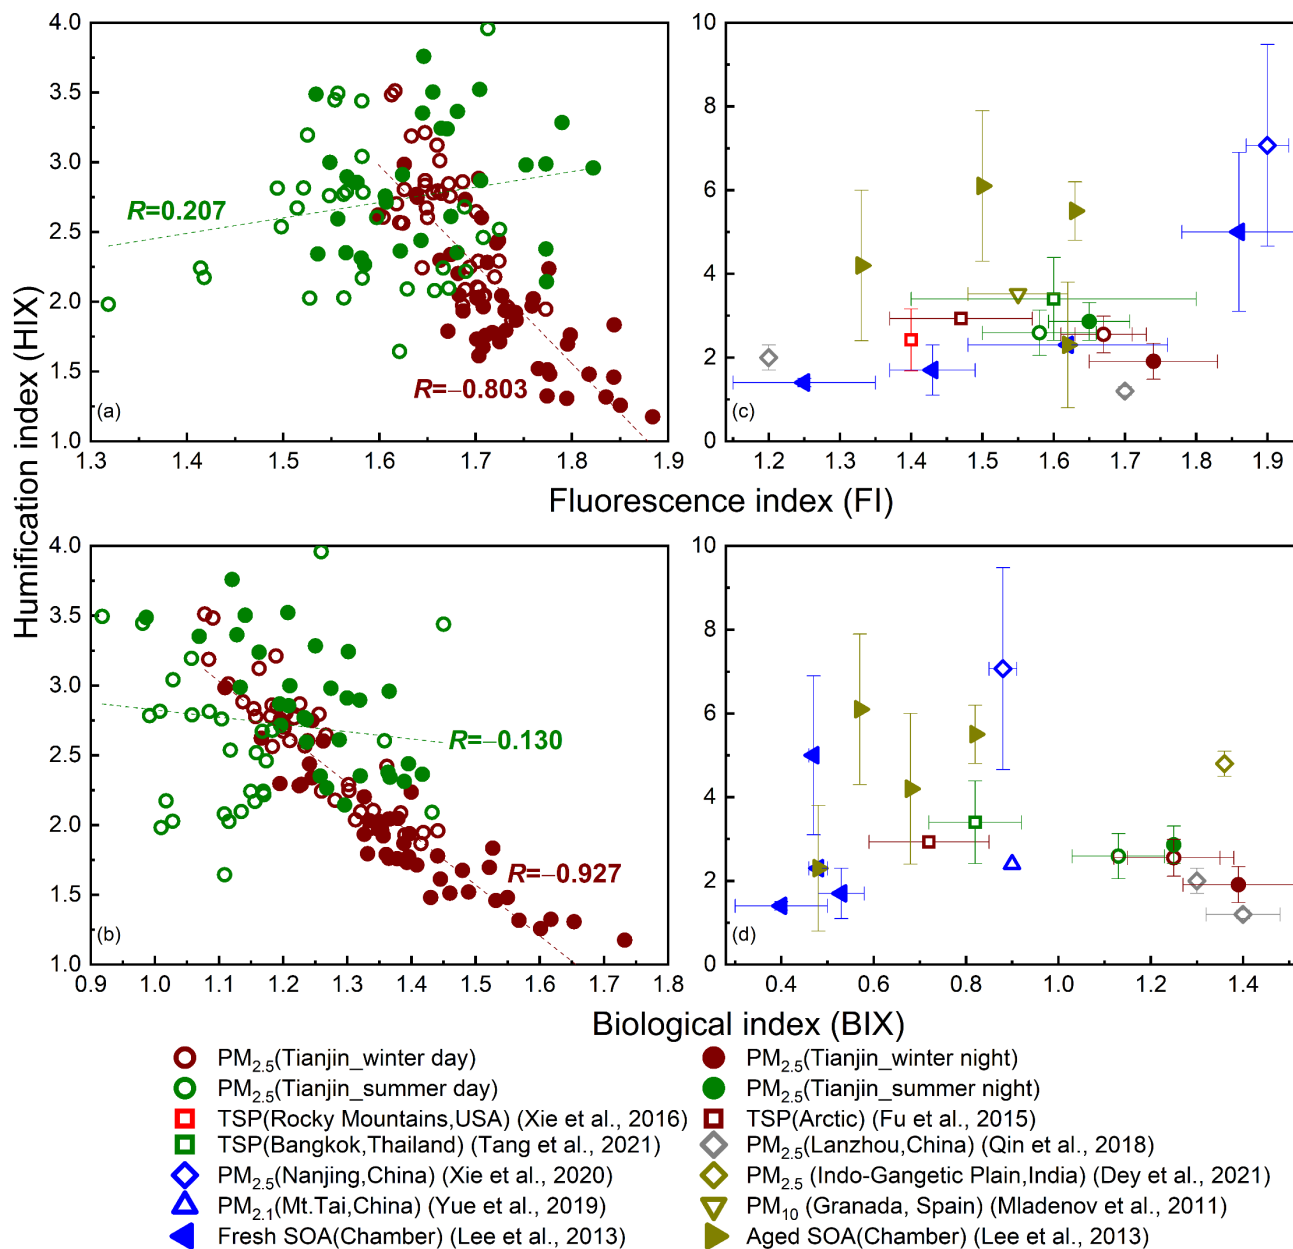 Humification index (HIX)
4.0
3.5
3.0
2.5
2.0
1.5
1.0
R=0.207
R=−0.803
(a)
1.3 1.4 1.5 1.6 1.7 1.8 1.9
10
8
6
4
2
0
(c)
1.2 1.3 1.4 1.5 1.6 1.7 1.8 1.9
Fluorescence index (FI)
4.0
3.5
3.0
2.5
2.0
1.5
1.0
R=−0.130
R=−0.927
(b)
0.9 1.0 1.1 1.2 1.3 1.4 1.5 1.6 1.7 1.8
10
8
6
4
2
0
(d)
0.4 0.6 0.8 1.0 1.2 1.4
Biological index (BIX)
PM2.5(Tianjin_winter day)
PM2.5(Tianjin_winter night)
PM2.5(Tianjin_summer day)
PM2.5(Tianjin_summer night)
TSP(Rocky Mountains,USA) (Xie et al., 2016)
TSP(Arctic) (Fu et al., 2015)
TSP(Bangkok,Thailand) (Tang et al., 2021)
PM2.5(Lanzhou,China) (Qin et al., 2018)
PM2.5(Nanjing,China) (Xie et al., 2020)
PM2.5 (Indo-Gangetic Plain,India) (Dey et al., 2021)
PM2.1(Mt.Tai,China) (Yue et al., 2019)
PM10 (Granada, Spain) (Mladenov et al., 2011)
Fresh SOA(Chamber) (Lee et al., 2013)
Aged SOA(Chamber) (Lee et al., 2013)